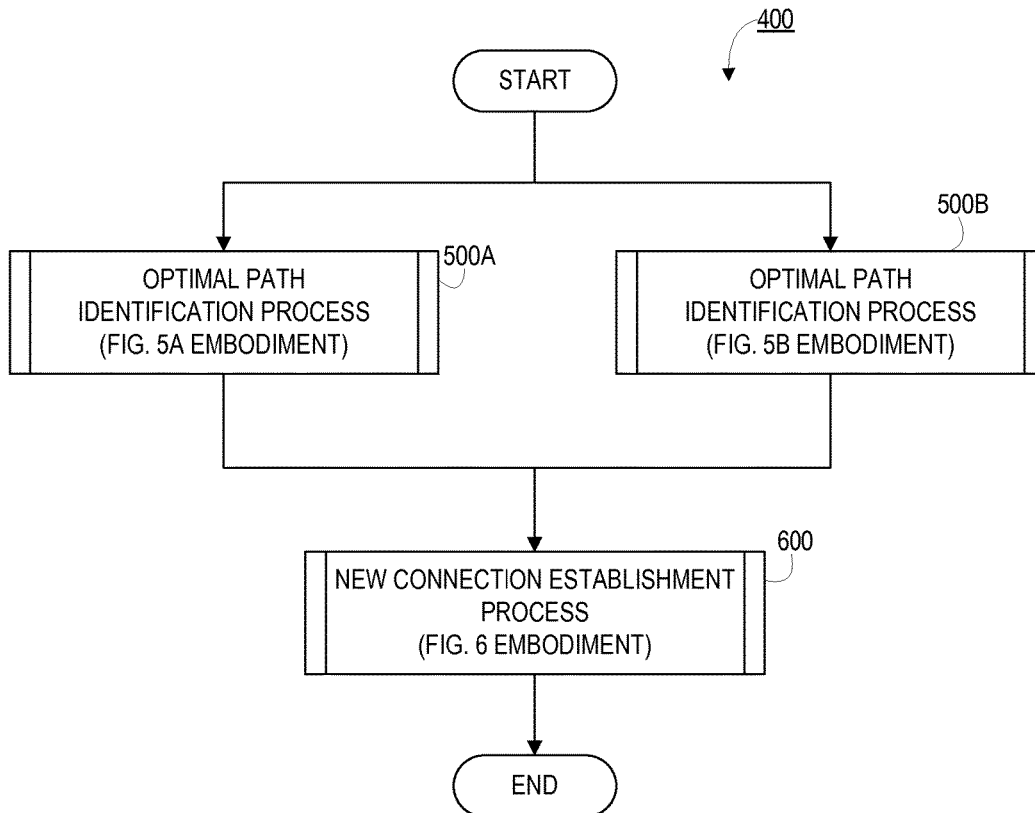 400
START
500B
500A
OPTIMAL PATH
IDENTIFICATION PROCESS
(FIG. 5A EMBODIMENT)
OPTIMAL PATH
IDENTIFICATION PROCESS
(FIG. 5B EMBODIMENT)
600
NEW CONNECTION ESTABLISHMENT
PROCESS
(FIG. 6 EMBODIMENT)
END